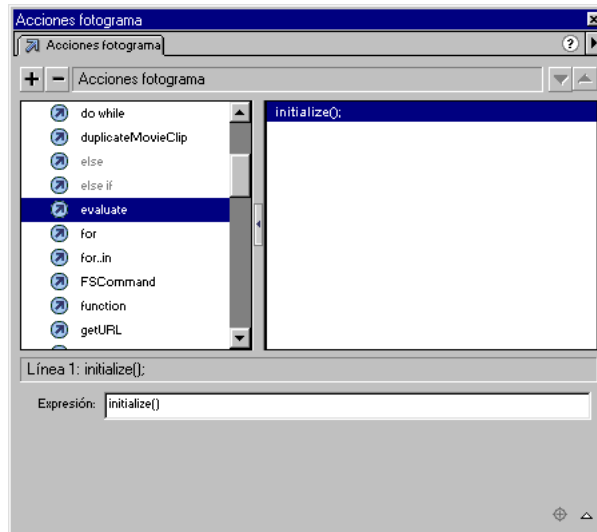 Acciones fotograma
Acciones fotograma
?
+ − Acciones fotograma
do while
duplicateMovieClip
else
else if
evaluate
for
for..in
FSCommand
function
getURL
initialize();
Línea 1: initialize();
Expresión: initialize()